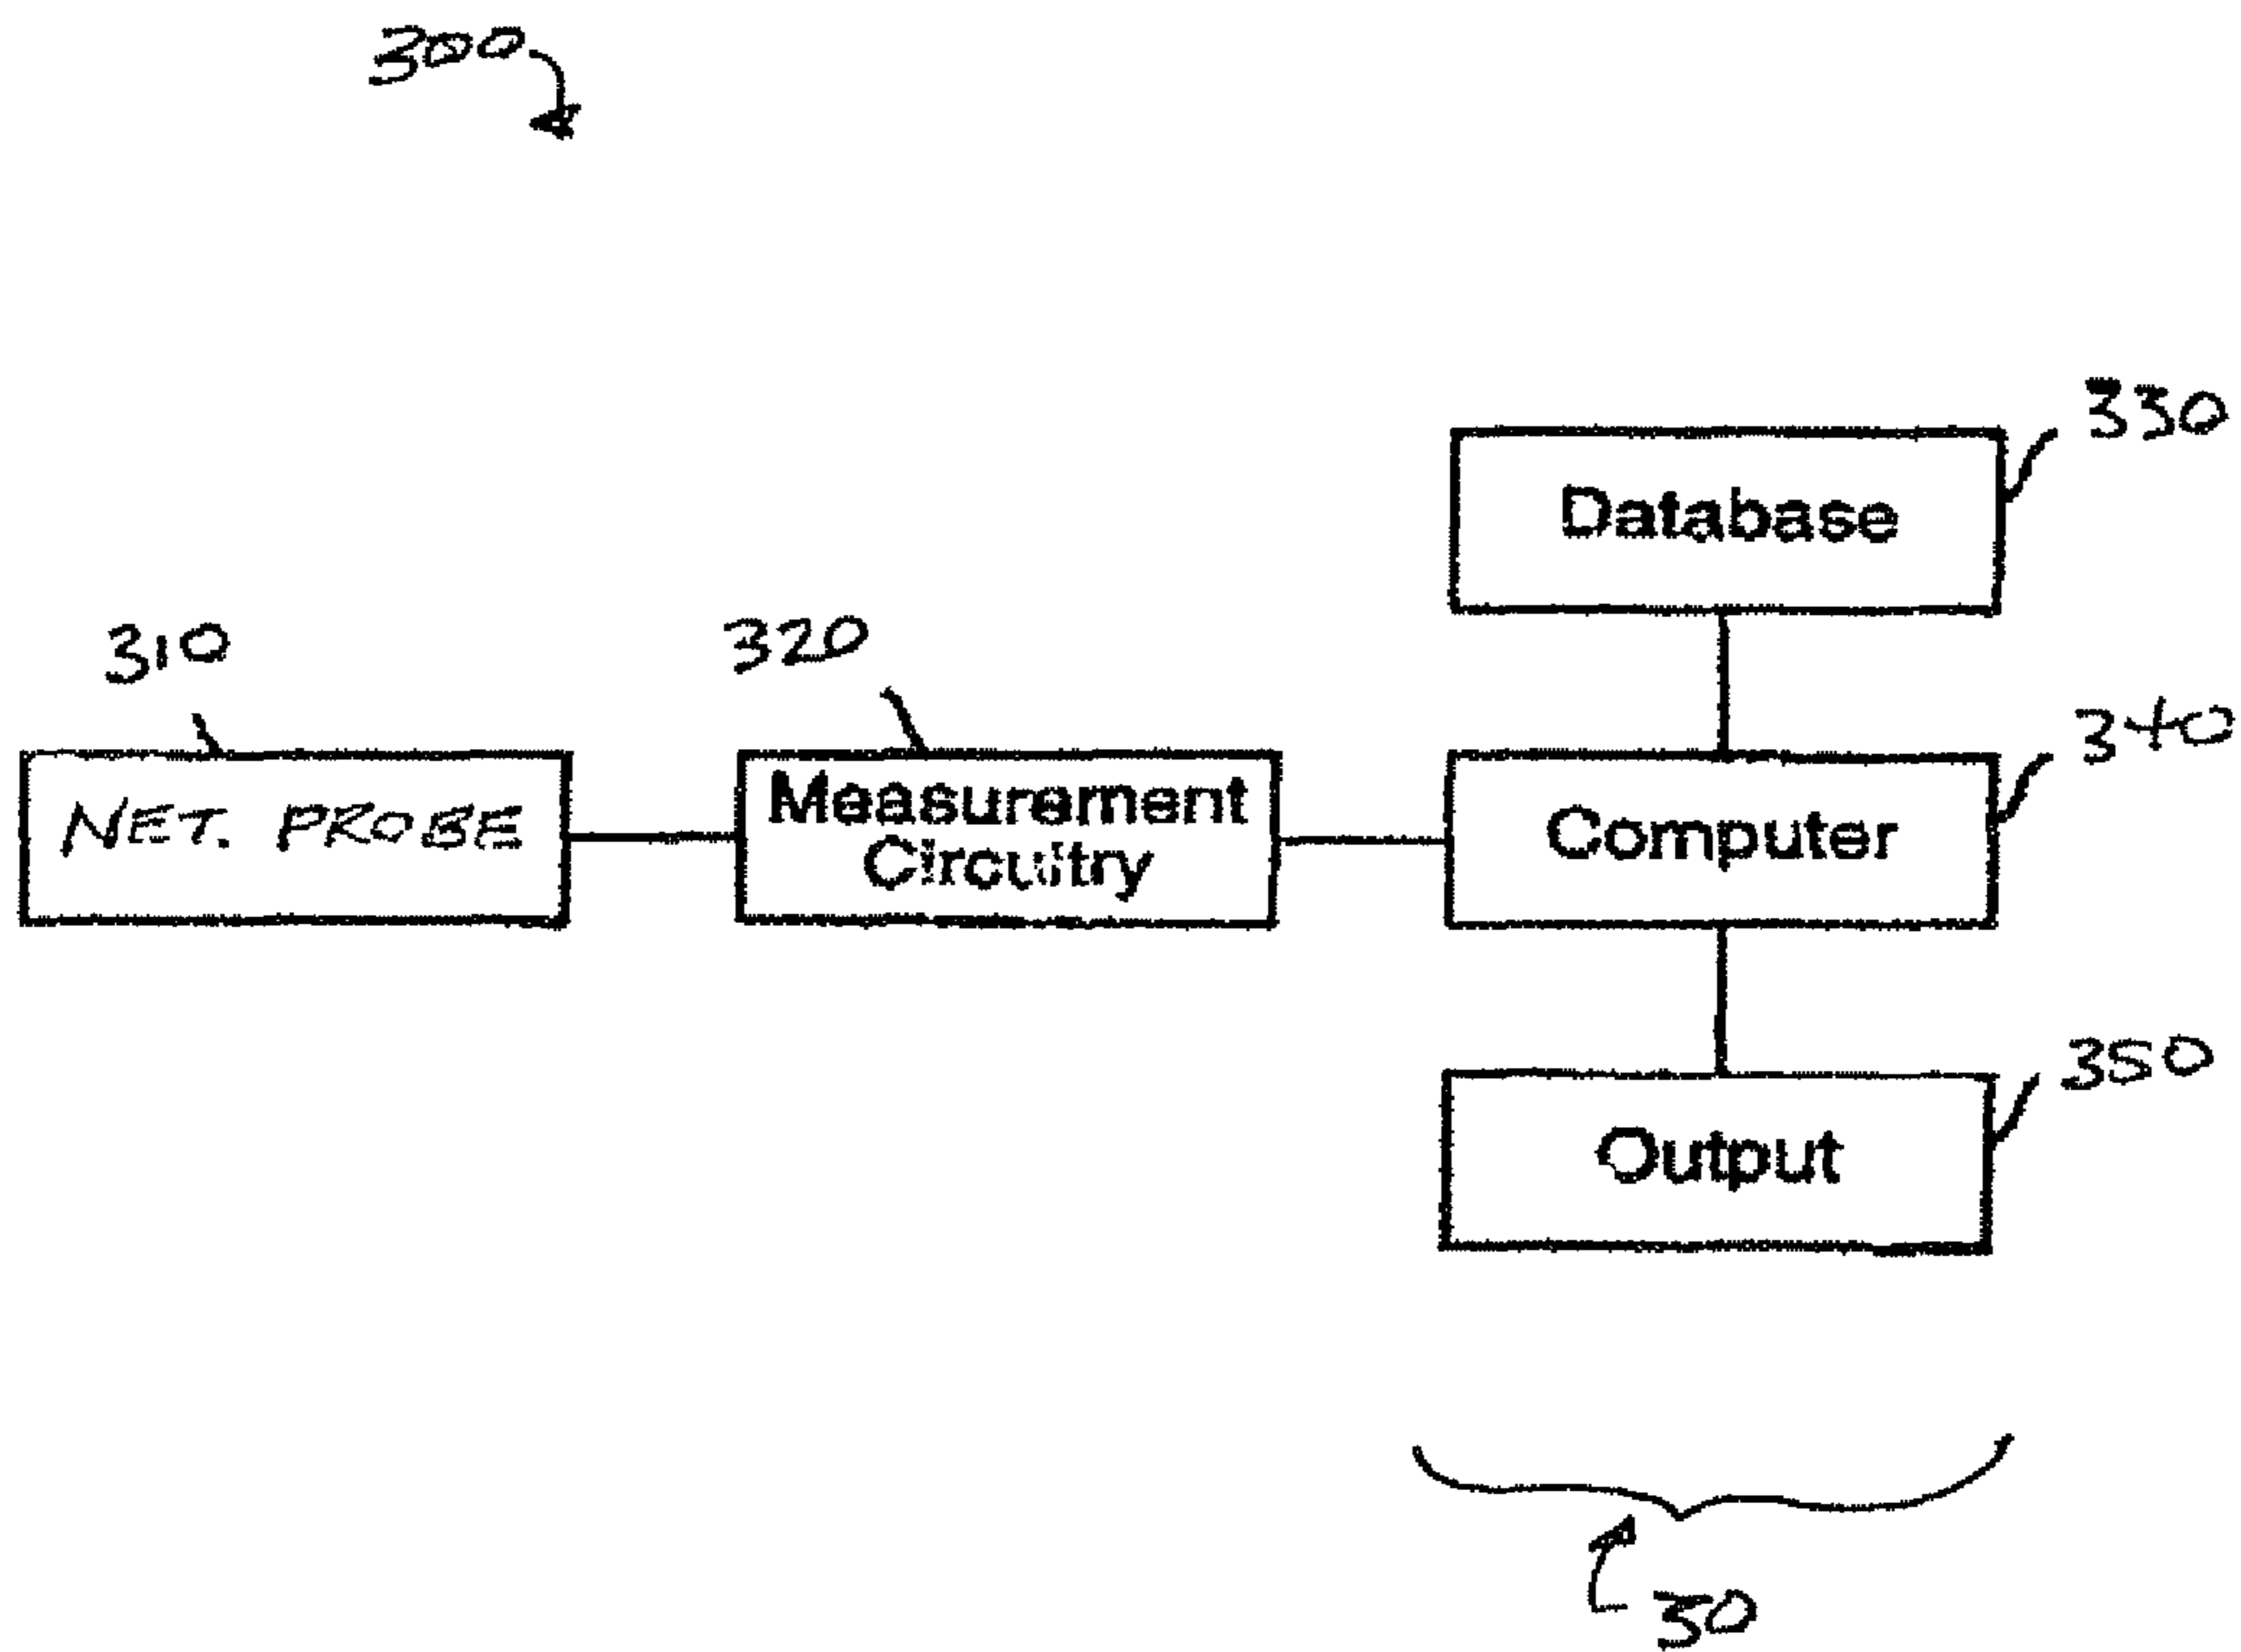 300
330
Database
310
320
340
NET. PROBE
Measurement
Circuitry
Computer
350
Output
30